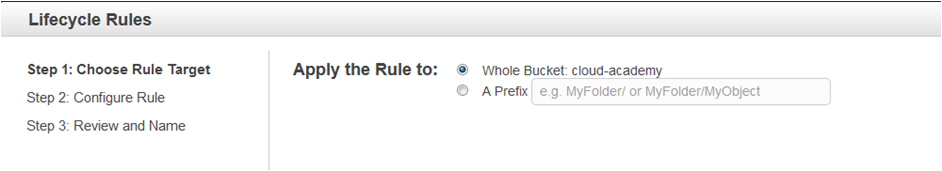 Lifecycle Rules
Step 1: Choose Rule Target
Step 2: Configure Rule
Step 3: Review and Name
Apply the Rule to:
Whole Bucket: cloud-academy
A Prefix e.g. MyFolder/ or MyFolder/MyObject